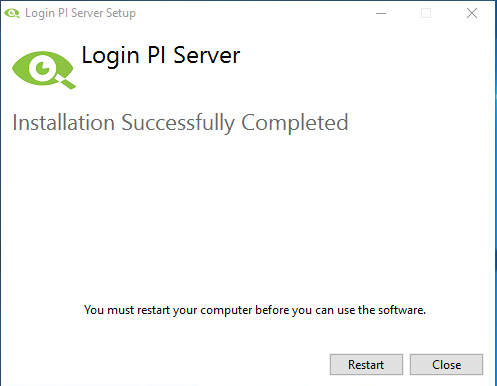 Login PI Server Setup
Login PI Server
Installation Successfully Completed
You must restart your computer before you can use the software.
Restart
Close